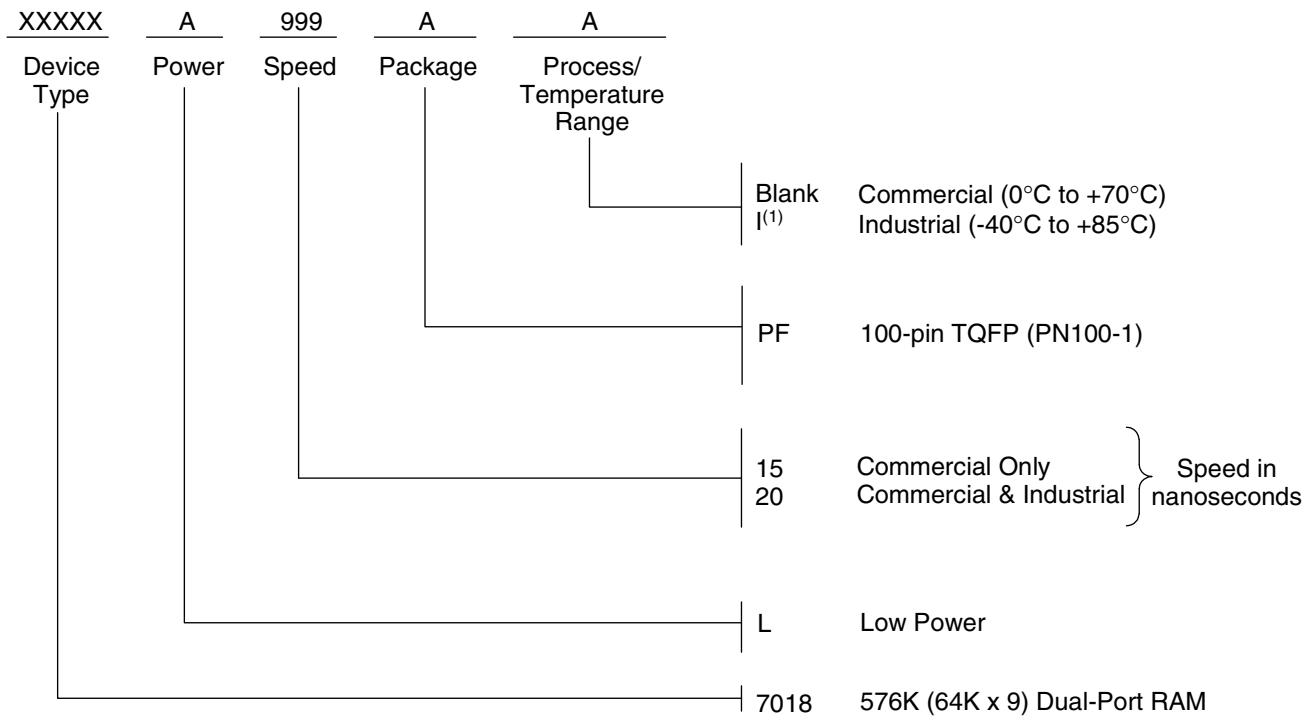 XXXXX A 999 A A
Device Type Power Speed Package Process/ Temperature Range
Blank Commercial (0°C to +70°C)
I(1) Industrial (-40°C to +85°C)
PF 100-pin TQFP (PN100-1)
15 Commercial Only
20 Commercial & Industrial
Speed in
nanoseconds
L Low Power
7018 576K (64K x 9) Dual-Port RAM